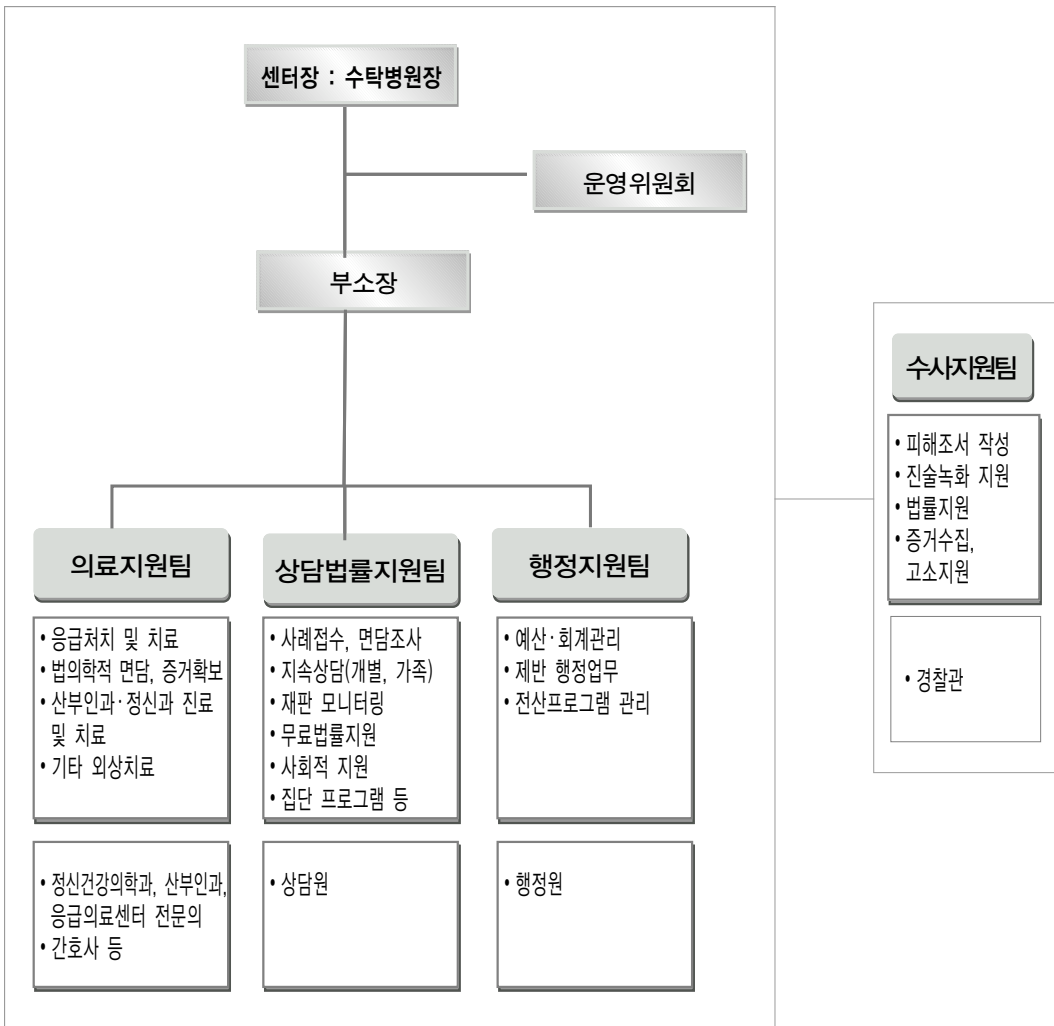 센터장 : 수탁병원장
운영위원회
부소장
의료지원팀
• 응급처치 및 치료
• 법의학적 면담, 증거확보
• 산부인과·정신과 진료
및 치료
• 기타 외상치료
• 정신건강의학과, 산부인과,
응급의료센터 전문의
• 간호사 등
상담법률지원팀
• 사례접수, 면담조사
• 지속상담(개별, 가족)
• 재판 모니터링
• 무료법률지원
• 사회적 지원
• 집단 프로그램 등
• 상담원
행정지원팀
• 예산·회계관리
• 제반 행정업무
• 전산프로그램 관리
• 행정원
수사지원팀
• 피해조서 작성
• 진술녹화 지원
• 법률지원
• 증거수집,
고소지원
• 경찰관